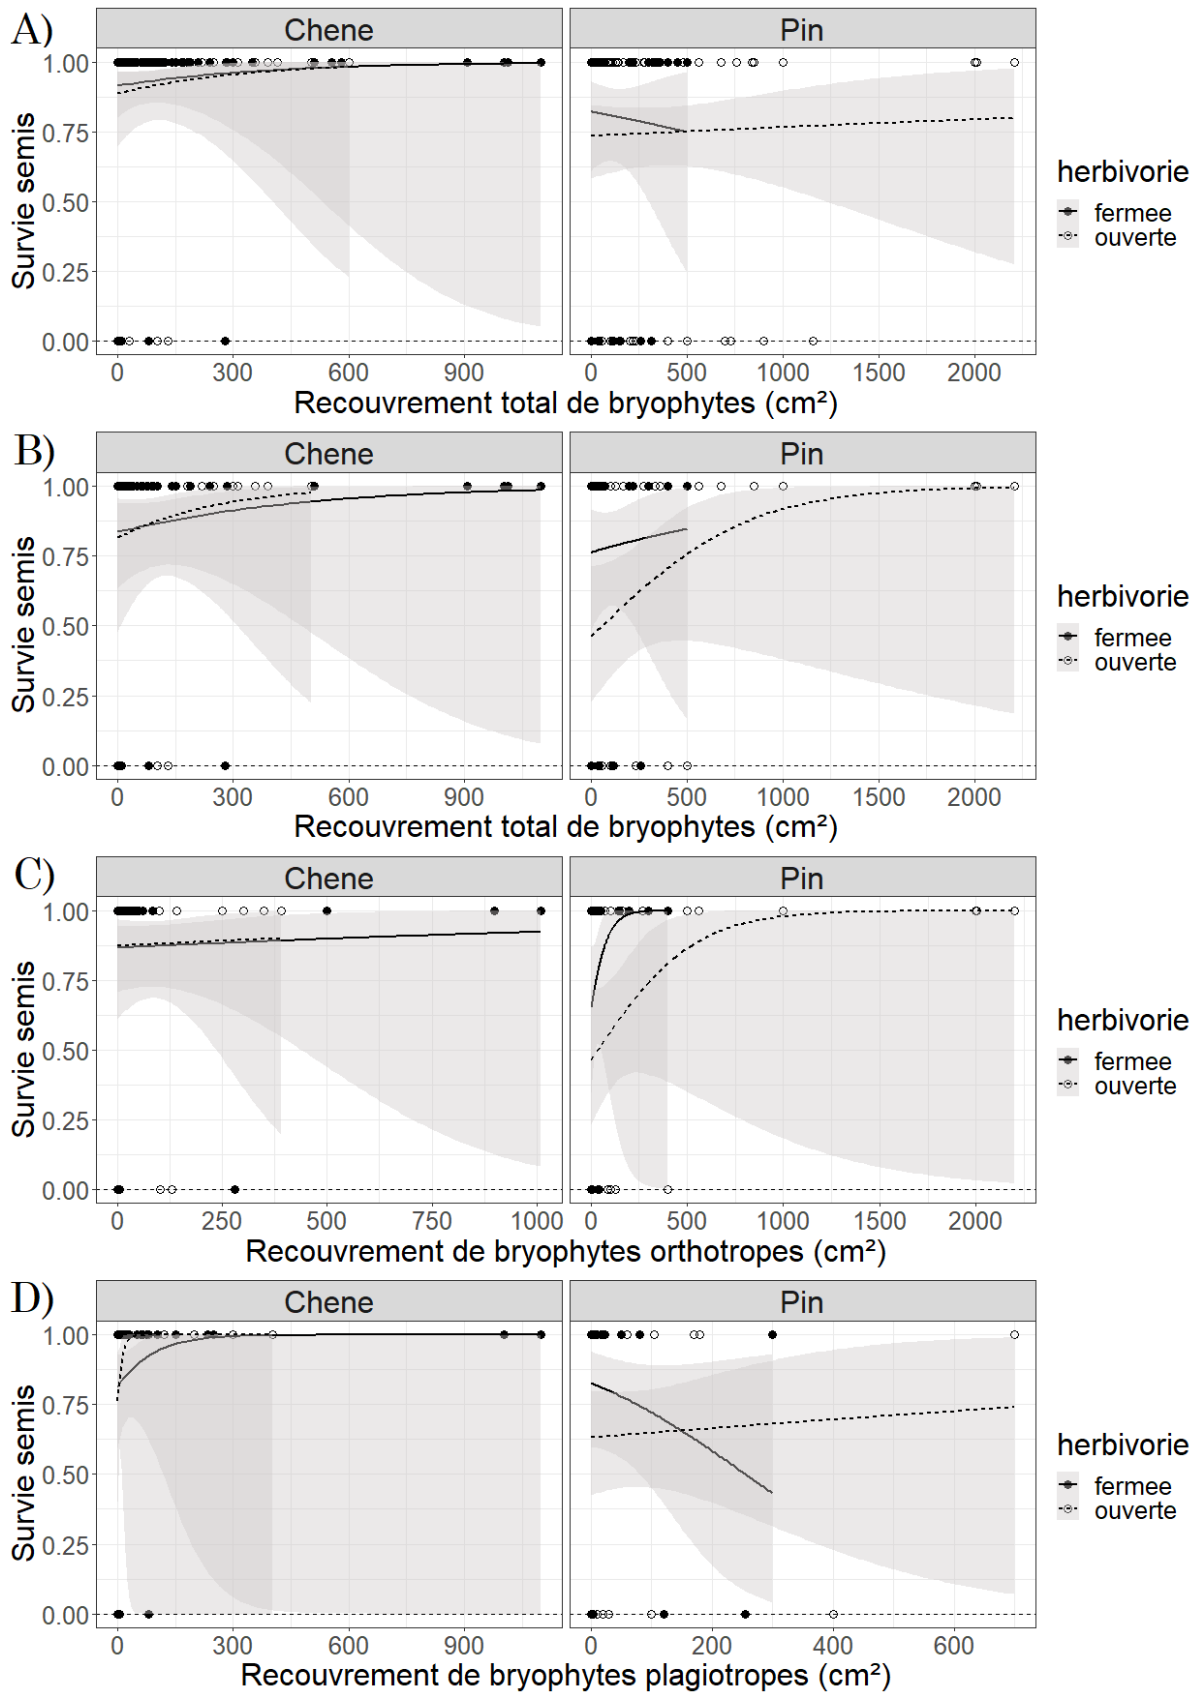 A)
Chene Pin
Survie semis
1.00
0.75
0.50
0.25
0.00
0 300 600 900 0 500 1000 1500 2000
Recouvrement total de bryophytes (cm²)
herbivorie
fermee
ouverte
B)
Chene Pin
Survie semis
1.00
0.75
0.50
0.25
0.00
0 300 600 900 0 500 1000 1500 2000
Recouvrement total de bryophytes (cm²)
herbivorie
fermee
ouverte
C)
Chene Pin
Survie semis
1.00
0.75
0.50
0.25
0.00
0 250 500 750 1000 0 500 1000 1500 2000
Recouvrement de bryophytes orthotropes (cm²)
herbivorie
fermee
ouverte
D)
Chene Pin
Survie semis
1.00
0.75
0.50
0.25
0.00
0 300 600 900 0 200 400 600
Recouvrement de bryophytes plagiotropes (cm²)
herbivorie
fermee
ouverte